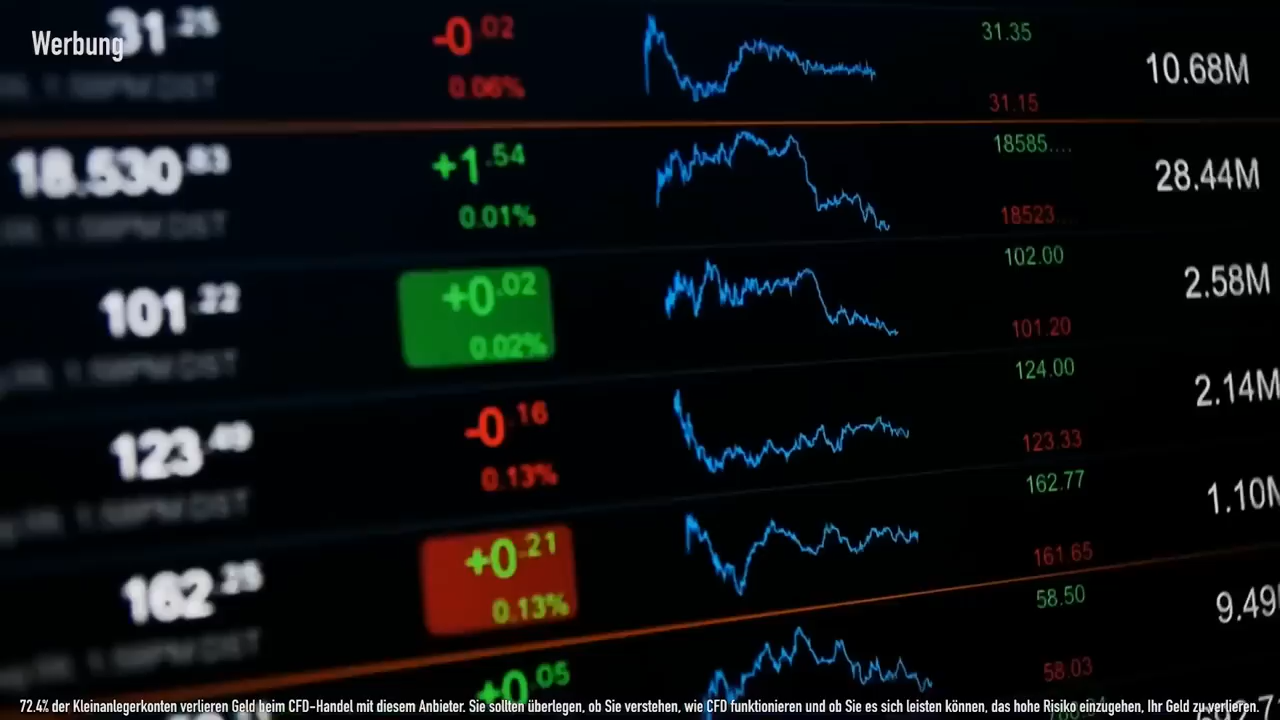 Werbung
31.25 -0.02 31.35
0.06% 31.15 10.68M
18.530.83 +1.54 18585.... 28.44M
0.01% 18523...
101.22 +0.02 102.00 2.58M
0.02% 101.20
123.49 -0.16 124.00 2.14M
0.13% 123.33
162.25 +0.21 162.77 1.10M
0.13% 161.65
+0.05 58.50 9.49
58.03
72.4% der Kleinanlegerkonten verlieren Geld beim CFD-Handel mit diesem Anbieter. Sie sollten überlegen, ob Sie verstehen, wie CFD funktionieren und ob Sie es sich leisten können, das hohe Risiko einzugehen, Ihr Geld zu verlieren.